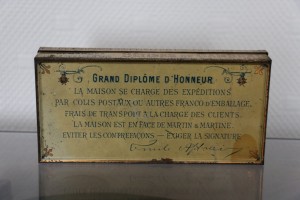 GRAND DIPLÔME D'HONNEUR
LA MAISON SE CHARGE DES EXPÉDITIONS
PAR COLIS POSTAUX OU AUTRES FRANCO D'EMBALLAGE.
FRAIS DE TRANSPORT A LA CHARGE DES CLIENTS.
LA MAISON EST EN FACE DE MARTIN & MARTINE
EVITER LES CONTREFAÇONS – EXIGER LA SIGNATURE